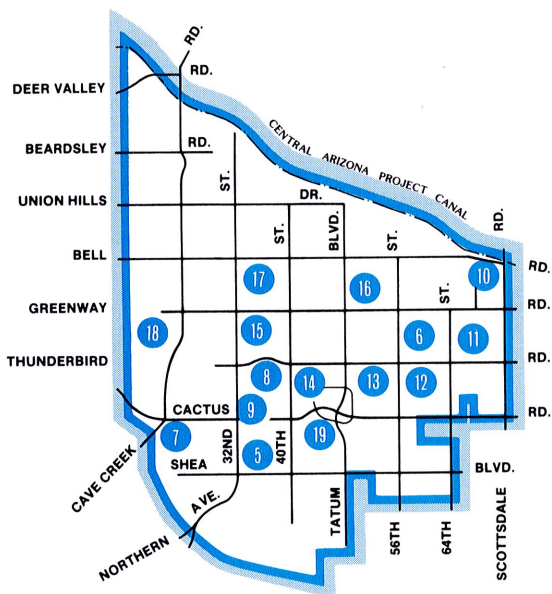 RD.
RD.
DEER VALLEY
BEARDSLEY
RD.
CENTRAL ARIZONA PROJECT CANAL
ST.
UNION HILLS
DR.
ST.
BLVD.
ST.
RD.
BELL
RD.
10
17
16
ST.
GREENWAY
RD.
18
15
6
11
THUNDERBIRD
RD.
8
14
13
12
9
CACTUS
RD.
7
32ND
40TH
19
CAVE CREEK
SHEA
5
BLVD.
AVE.
NORTHERN
TATUM
56TH
64TH
SCOTTSDALE